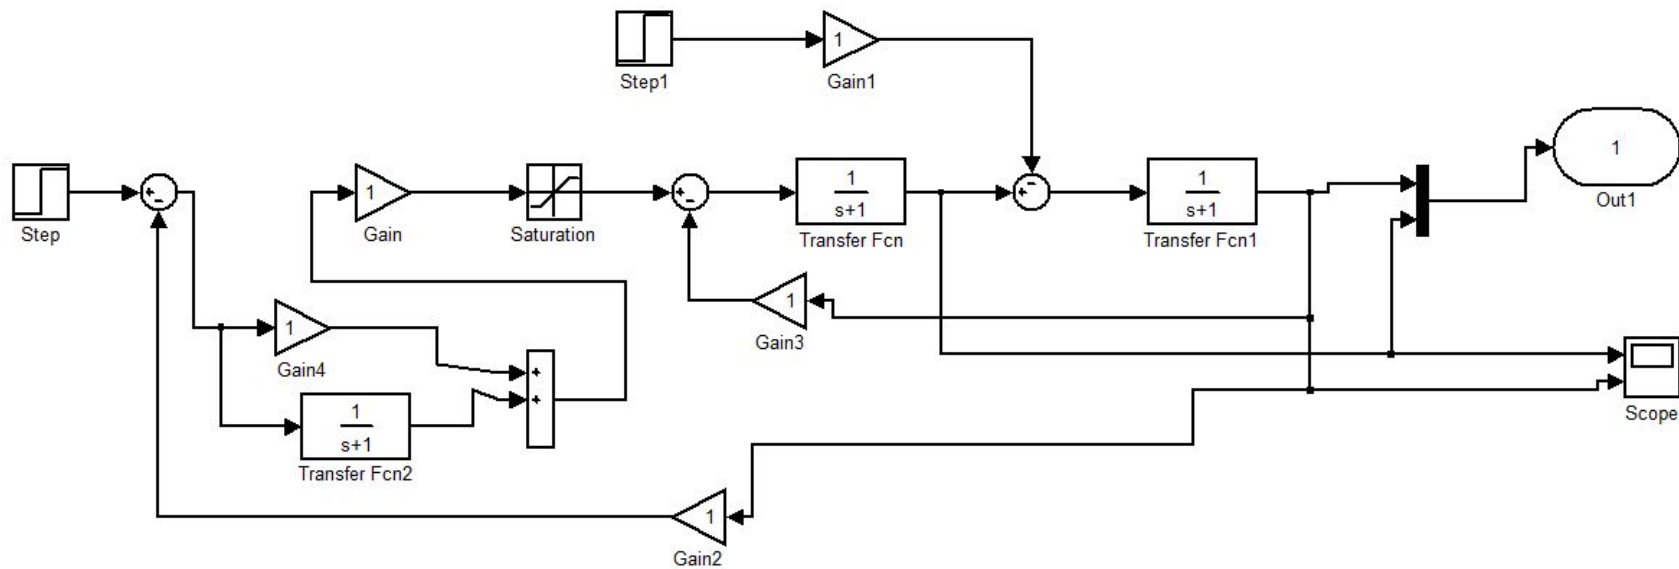 1
Step1
Gain1
+
-
Step
1
Gain
Saturation
+
-
1
s+1
Transfer Fcn
+
-
1
s+1
Transfer Fcn1
1
Out1
1
Gain4
1
Gain3
+
+
1
s+1
Transfer Fcn2
Scope
1
Gain2